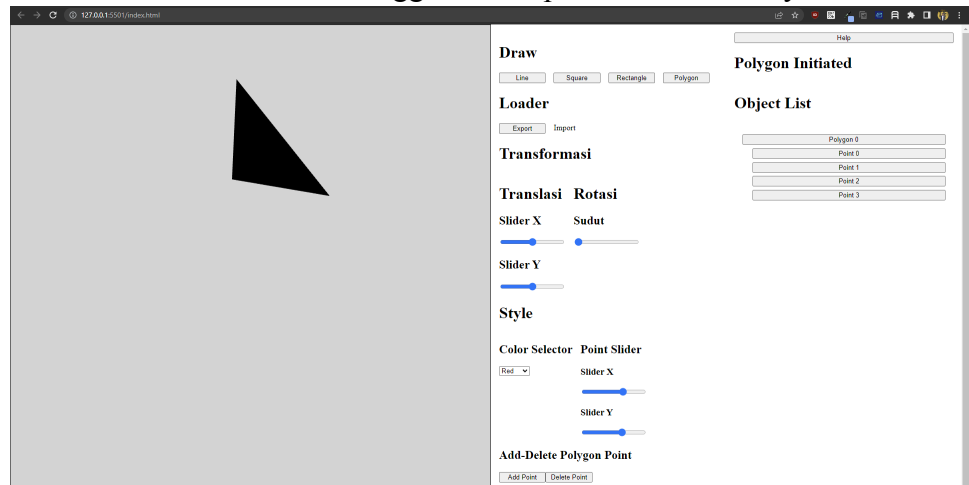 127.0.0.1:5501/index.html
Draw
Line Square Rectangle Polygon
Loader
Export Import
Transformasi
Translasi Rotasi
Slider X Sudut
Slider Y
Style
Color Selector Point Slider
Red Slider X
Slider Y
Add-Delete Polygon Point
Add Point Delete Point
Help
Polygon Initiated
Object List
Polygon 0
Point 0
Point 1
Point 2
Point 3